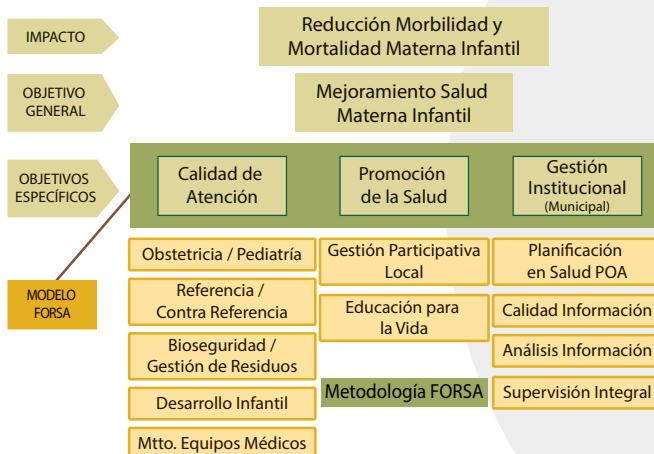 IMPACTO
Reducción Morbilidad y
Mortalidad Materna Infantil
OBJETIVO
GENERAL
Mejoramiento Salud
Materna Infantil
OBJETIVOS
ESPECÍFICOS
Calidad de
Atención
Promoción
de la Salud
Gestión
Institucional
(Municipal)
MODELO
FORSA
Obstetricia / Pediatría
Referencia /
Contra Referencia
Bioseguridad /
Gestión de Residuos
Desarrollo Infantil
Mtto. Equipos Médicos
Gestión Participativa
Local
Educación para
la Vida
Metodología FORSA
Planificación
en Salud POA
Calidad Información
Análisis Información
Supervisión Integral